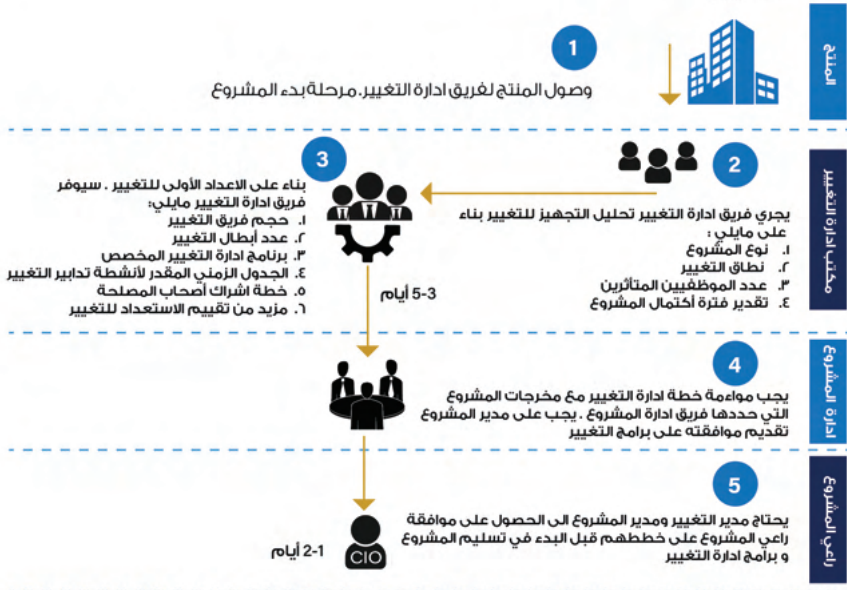 المنتج
1
وصول المنتج لفريق ادارة التغيير.مرحلةبدء المشروع
مكتب ادارة التغيير
2
يجري فريق ادارة التغيير تحليل التجهيز للتغيير بناء
على مايلي :
١. نوع المشروع
٢. نطاق التغيير
٣. عدد الموظفيين المتأثرين
٤. تقدير فترة أكتمال المشروع
3
بناء على الاعداد الأولى للتغيير . سيوفر
فريق ادارة التغيير مايلي:
١. حجم فريق التغيير
٢. عدد أبطال التغيير
٣. برنامج ادارة التغيير المخصص
٤. الجدول الزمني المقدر لأنشطة تدابير التغيير
٥. خطة اشراك أصحاب المصلحة
٦. مزيد من تقييم الاستعداد للتغيير
5-3 أيام
ادارة المشروع
4
يجب مواءمة خطة ادارة التغيير مع مخرجات المشروع
التي حددها فريق ادارة المشروع . يجب على مدير المشروع
تقديم موافقته على برامج التغيير
راعي المشروع
5
يحتاج مدير التغيير ومدير المشروع الى الحصول على موافقة
راعي المشروع على خططهم قبل البدء في تسليم المشروع
و برامج ادارة التغيير
CIO
2-1 أيام